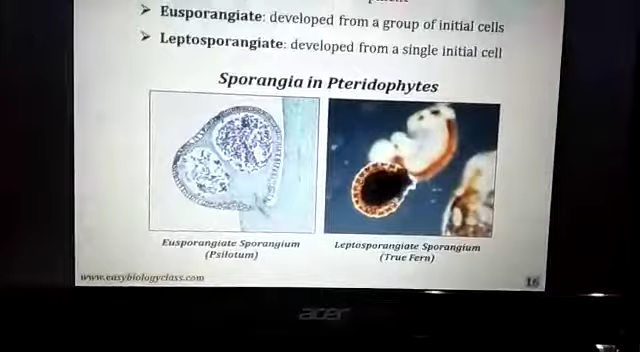 Eusporangiate: developed from a group of initial cells
Leptosporangiate: developed from a single initial cell
Sporangia in Pteridophytes
Eusporangiate Sporangium
(Psilotum)
Leptosporangiate Sporangium
(True Fern)
www.easybiologyclass.com
16
acer